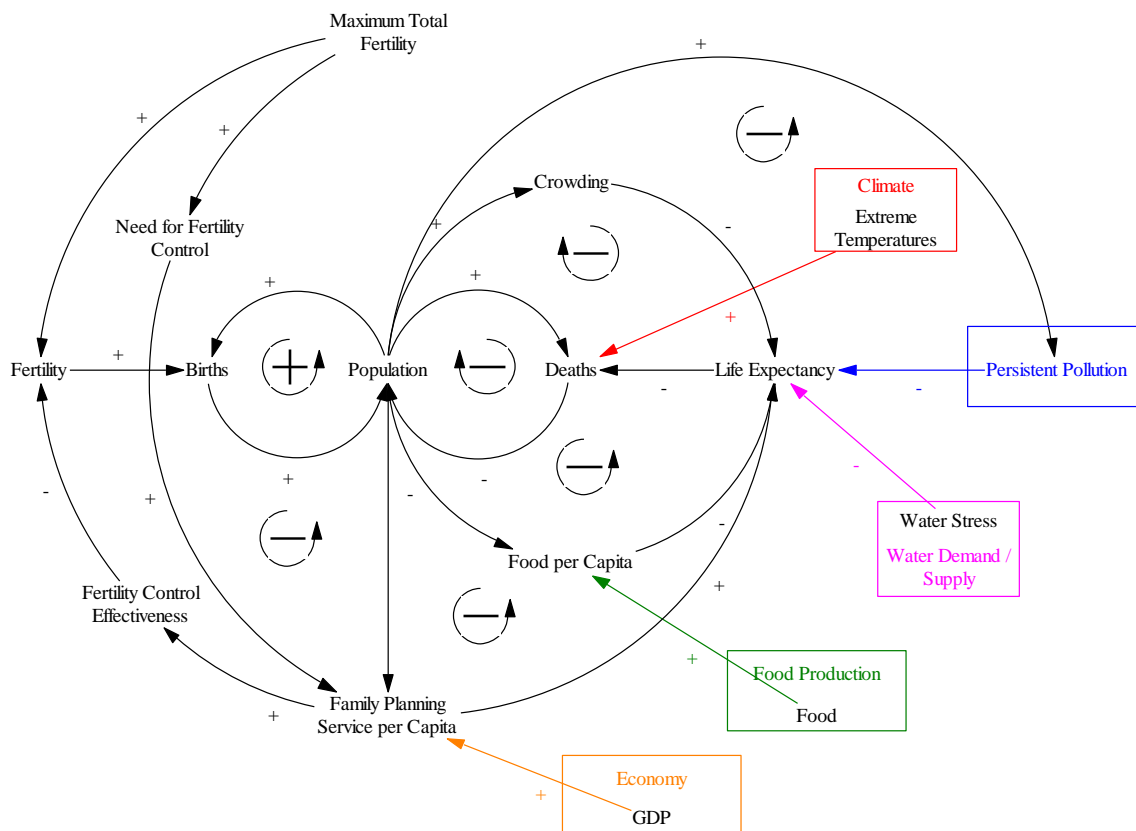 Maximum Total
Fertility
+
+
+
Crowding
Climate
Extreme
Temperatures
Need for Fertility
Control
+
-
+
+
+
+
Fertility
Births
Population
Deaths
Life Expectancy
Persistent Pollution
-
-
-
+
-
-
+
-
-
Water Stress
Water Demand /
Supply
-
Food per Capita
Fertility Control
Effectiveness
+
+
Food Production
Food
Family Planning
Service per Capita
+
Economy
GDP
+